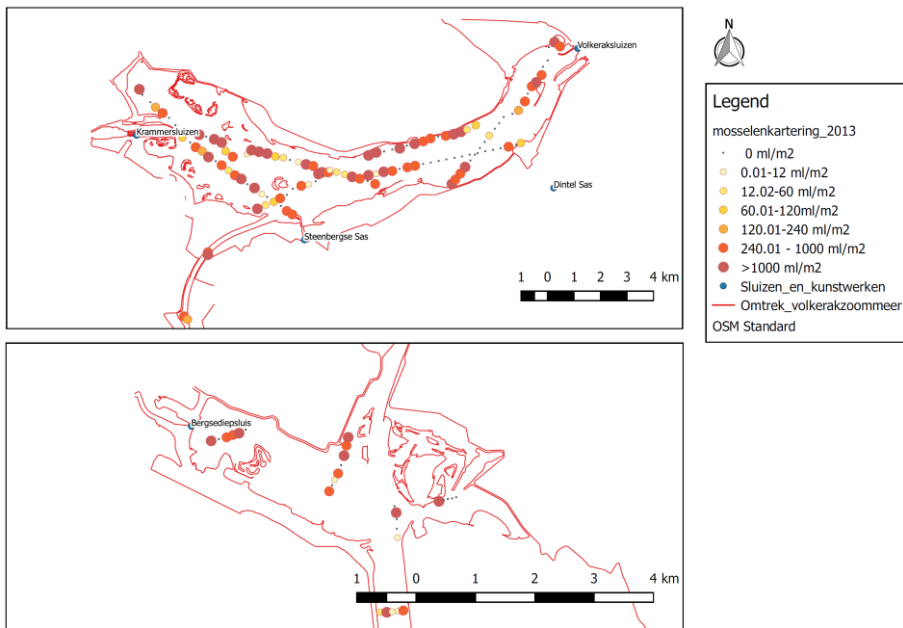 Volkeraksluizen
Krammersluizen
Dintel Sas
Steenbergse Sas
1 0 1 2 3 4 km
N
Legend
mosselenkartering_2013
0 ml/m2
0.01-12 ml/m2
12.02-60 ml/m2
60.01-120ml/m2
120.01-240 ml/m2
240.01 - 1000 ml/m2
>1000 ml/m2
Sluizen_en_kunstwerken
Omtrek_volkerakzoommeer
OSM Standard
Bergsediepsluis
1 0 1 2 3 4 km